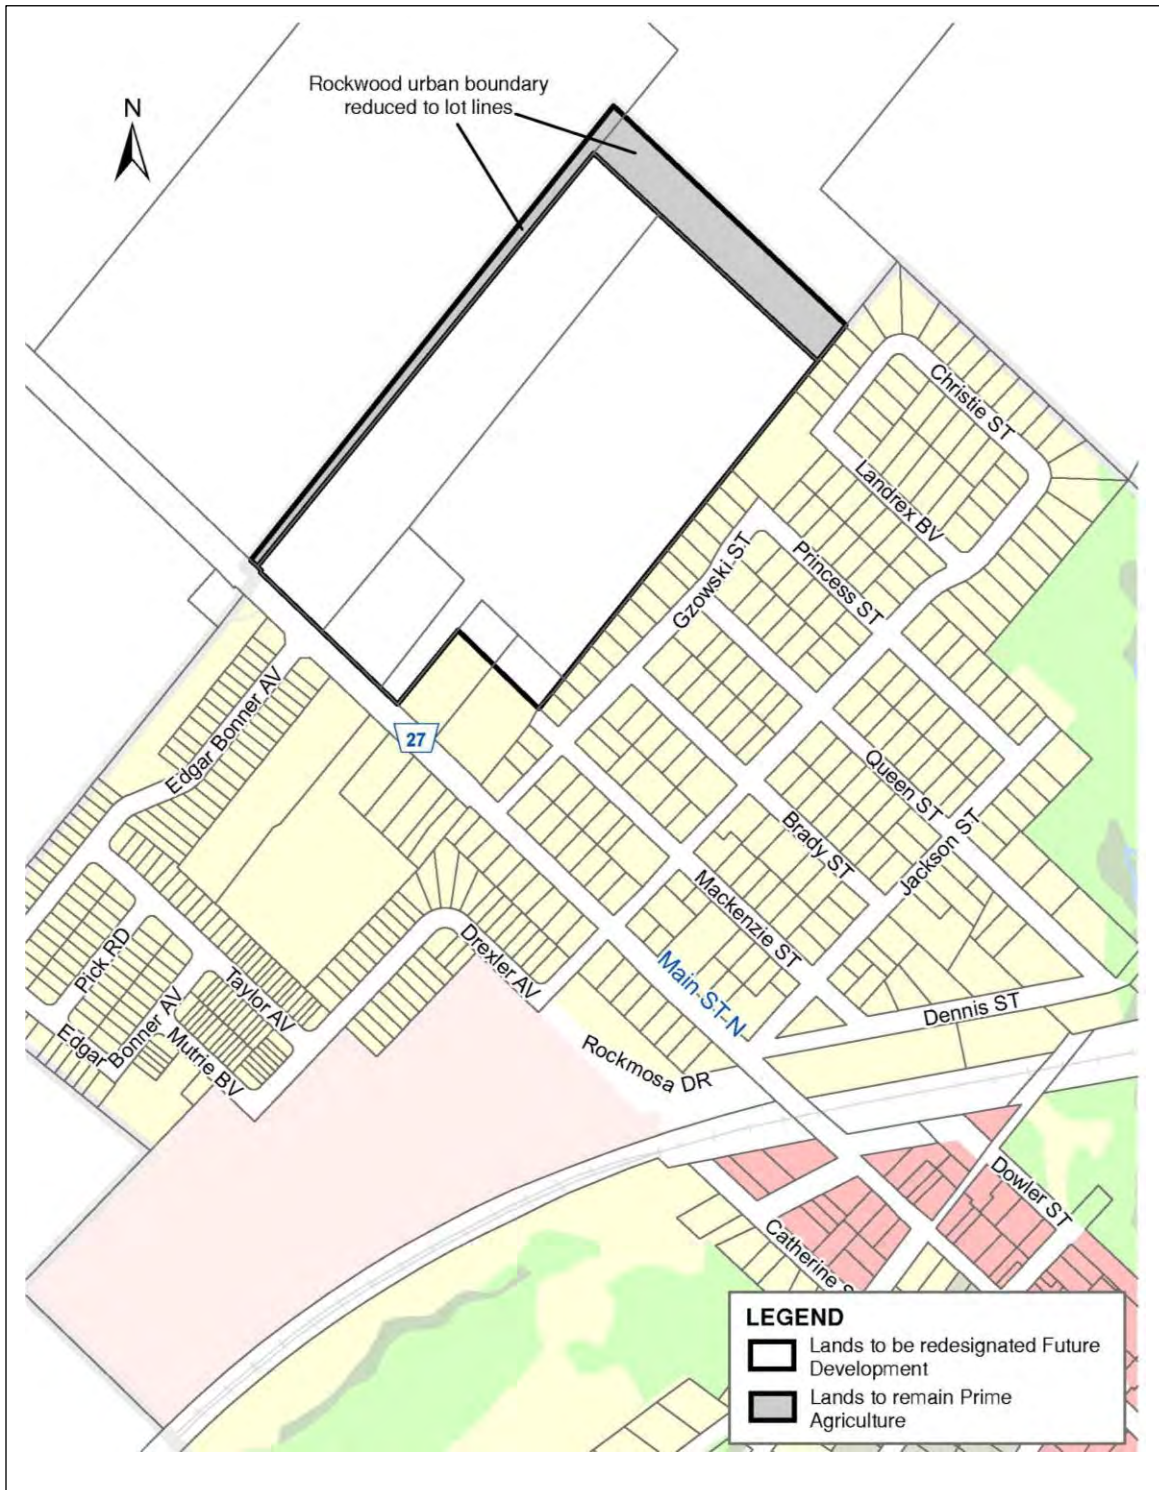 Rockwood urban boundary
reduced to lot lines
N
Christie ST
Landrex BV
Gzowski ST
Princess ST
Edgar Bonner AV
27
Queen ST
Brady ST
Jackson ST
Mackenzie ST
Pick RD
Drexler AV
Taylor AV
Main ST N
Edgar
Bonner AV
Mutrie BV
Dennis ST
Rockmosa DR
Dowler ST
Catherine S
LEGEND
Lands to be redesignated Future
Development
Lands to remain Prime
Agriculture